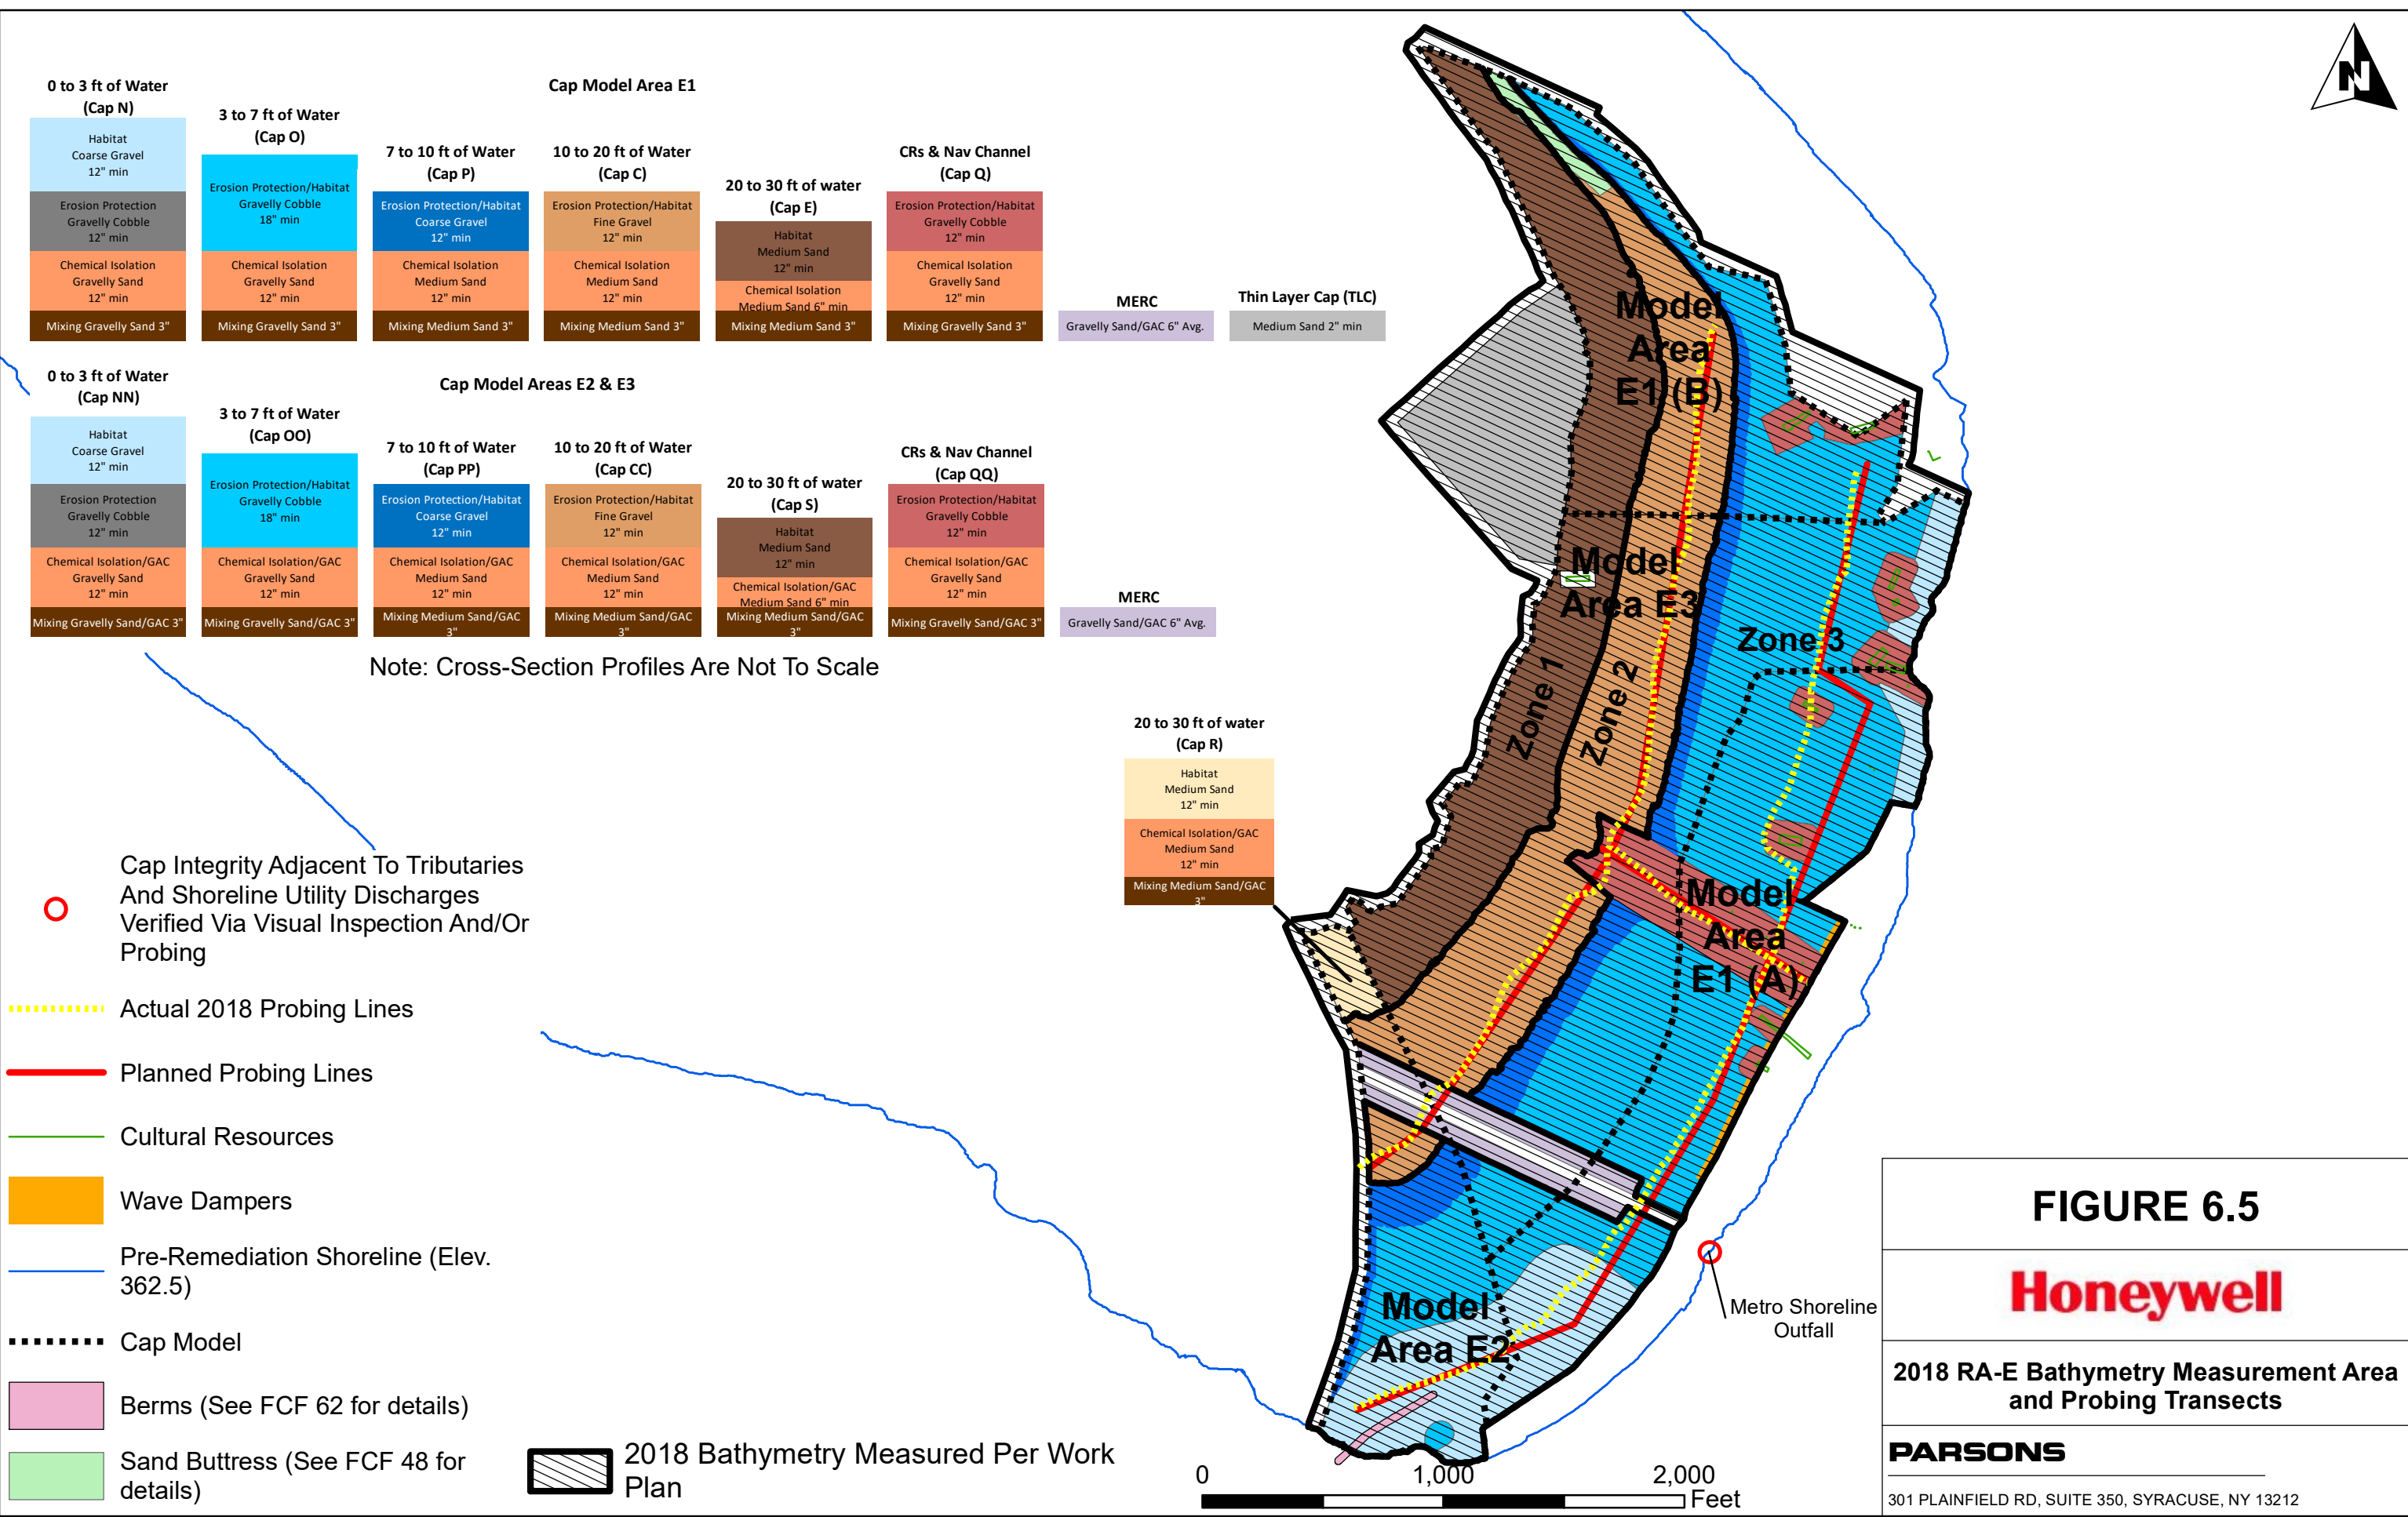 Cap Model Area E1
0 to 3 ft of Water
(Cap N)
Habitat
Coarse Gravel
12" min
Erosion Protection
Gravelly Cobble
12" min
Chemical Isolation
Gravelly Sand
12" min
Mixing Gravelly Sand 3"
3 to 7 ft of Water
(Cap O)
Erosion Protection/Habitat
Gravelly Cobble
18" min
Chemical Isolation
Gravelly Sand
12" min
Mixing Gravelly Sand 3"
7 to 10 ft of Water
(Cap P)
Erosion Protection/Habitat
Coarse Gravel
12" min
Chemical Isolation
Medium Sand
12" min
Mixing Medium Sand 3"
10 to 20 ft of Water
(Cap C)
Erosion Protection/Habitat
Fine Gravel
12" min
Chemical Isolation
Medium Sand
12" min
Mixing Medium Sand 3"
20 to 30 ft of water
(Cap E)
Habitat
Medium Sand
12" min
Chemical Isolation
Medium Sand 6" min
Mixing Medium Sand 3"
CRs & Nav Channel
(Cap Q)
Erosion Protection/Habitat
Gravelly Cobble
12" min
Chemical Isolation
Gravelly Sand
12" min
Mixing Gravelly Sand 3"
MERC
Gravelly Sand/GAC 6" Avg.
Thin Layer Cap (TLC)
Medium Sand 2" min
Cap Model Areas E2 & E3
0 to 3 ft of Water
(Cap NN)
Habitat
Coarse Gravel
12" min
Erosion Protection
Gravelly Cobble
12" min
Chemical Isolation/GAC
Gravelly Sand
12" min
Mixing Gravelly Sand/GAC 3"
3 to 7 ft of Water
(Cap OO)
Erosion Protection/Habitat
Gravelly Cobble
18" min
Chemical Isolation/GAC
Gravelly Sand
12" min
Mixing Gravelly Sand/GAC 3"
7 to 10 ft of Water
(Cap PP)
Erosion Protection/Habitat
Coarse Gravel
12" min
Chemical Isolation/GAC
Medium Sand
12" min
Mixing Medium Sand/GAC
3"
10 to 20 ft of Water
(Cap CC)
Erosion Protection/Habitat
Fine Gravel
12" min
Chemical Isolation/GAC
Medium Sand
12" min
Mixing Medium Sand/GAC
3"
20 to 30 ft of water
(Cap S)
Habitat
Medium Sand
12" min
Chemical Isolation/GAC
Medium Sand 6" min
Mixing Medium Sand/GAC
3"
CRs & Nav Channel
(Cap QQ)
Erosion Protection/Habitat
Gravelly Cobble
12" min
Chemical Isolation/GAC
Gravelly Sand
12" min
Mixing Gravelly Sand/GAC 3"
MERC
Gravelly Sand/GAC 6" Avg.
Note: Cross-Section Profiles Are Not To Scale
20 to 30 ft of water
(Cap R)
Habitat
Medium Sand
12" min
Chemical Isolation/GAC
Medium Sand
12" min
Mixing Medium Sand/GAC
3"
N
Model
Area
E1 (B)
Model
Area E3
Zone 3
Zone 1
Zone 2
Model
Area
E1 (A)
Model
Area E2
Metro Shoreline
Outfall
Cap Integrity Adjacent To Tributaries
And Shoreline Utility Discharges
Verified Via Visual Inspection And/Or
Probing
Actual 2018 Probing Lines
Planned Probing Lines
Cultural Resources
Wave Dampers
Pre-Remediation Shoreline (Elev.
362.5)
Cap Model
Berms (See FCF 62 for details)
Sand Buttress (See FCF 48 for
details)
2018 Bathymetry Measured Per Work
Plan
0 1,000 2,000
Feet
FIGURE 6.5
Honeywell
2018 RA-E Bathymetry Measurement Area
and Probing Transects
PARSONS
301 PLAINFIELD RD, SUITE 350, SYRACUSE, NY 13212